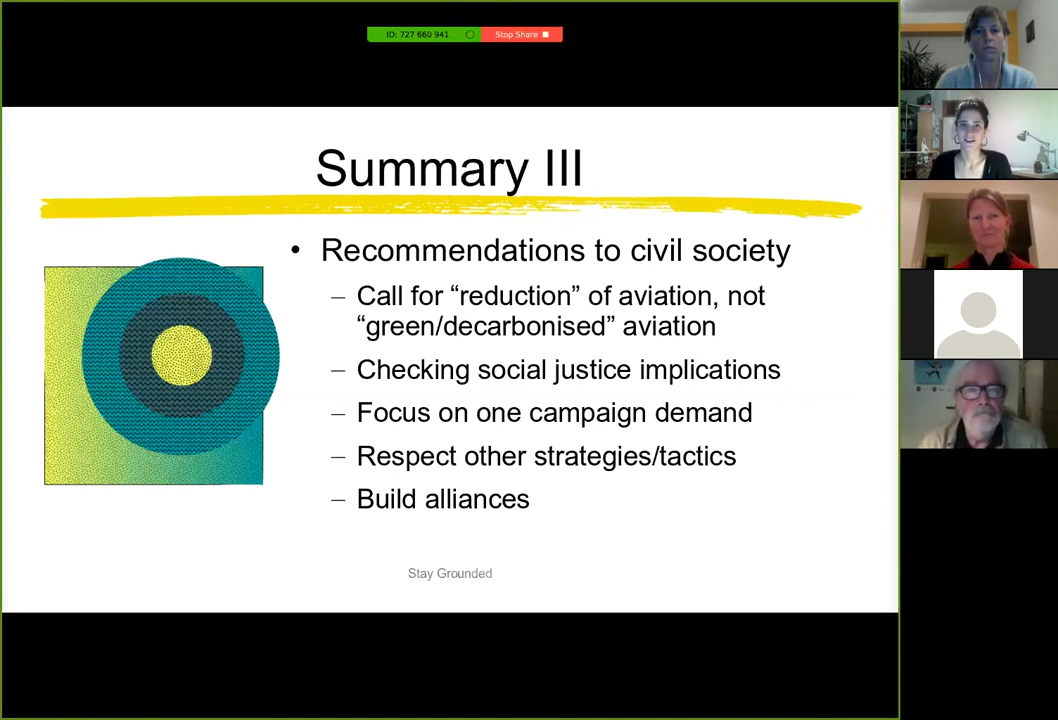 ID: 727 660 941
Stop Share
Summary III
• Recommendations to civil society
– Call for “reduction” of aviation, not
“green/decarbonised” aviation
– Checking social justice implications
– Focus on one campaign demand
– Respect other strategies/tactics
– Build alliances
Stay Grounded